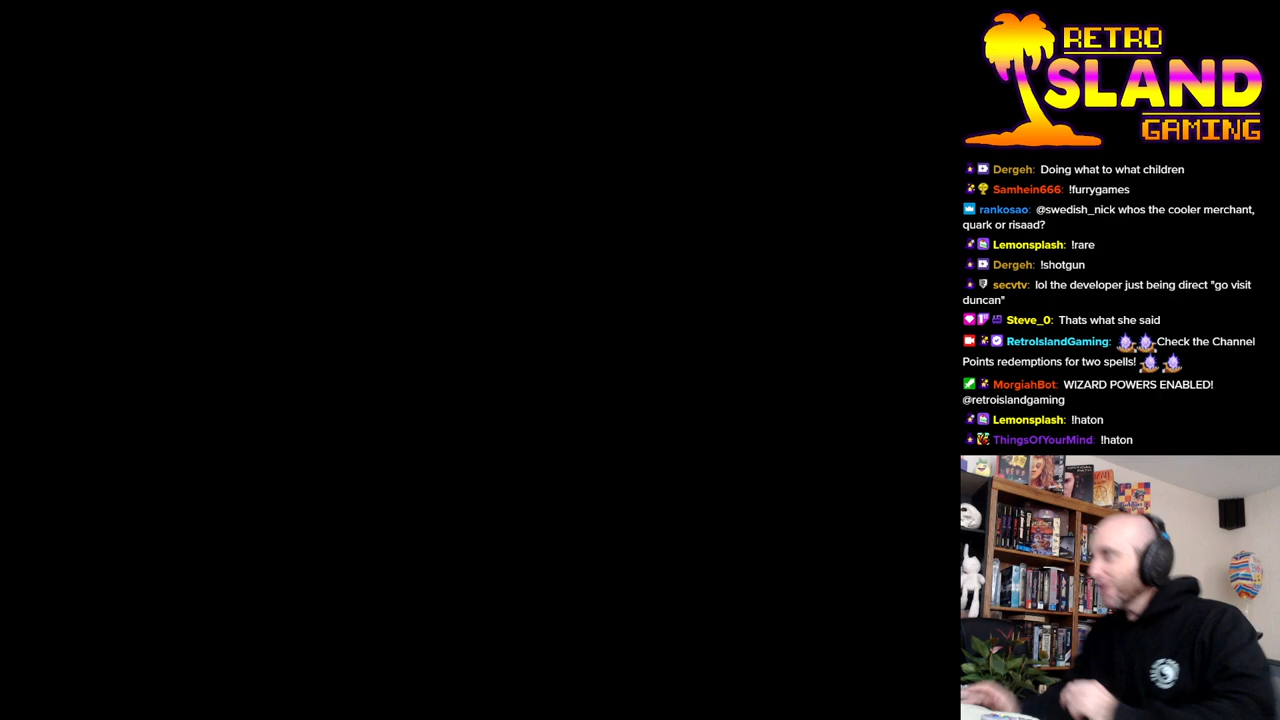 RETRO
ISLAND
GAMING
Dergeh: Doing what to what children
Samhein666: !furrygames
rankosao: @swedish_nick whos the cooler merchant,
quark or risaad?
Lemonsplash: !rare
Dergeh: !shotgun
secvtv: lol the developer just being direct "go visit
duncan"
Steve_0: Thats what she said
RetroIslandGaming: Check the Channel
Points redemptions for two spells!
MorgiahBot: WIZARD POWERS ENABLED!
@retroislandgaming
Lemonsplash: !haton
ThingsOfYourMind: !haton